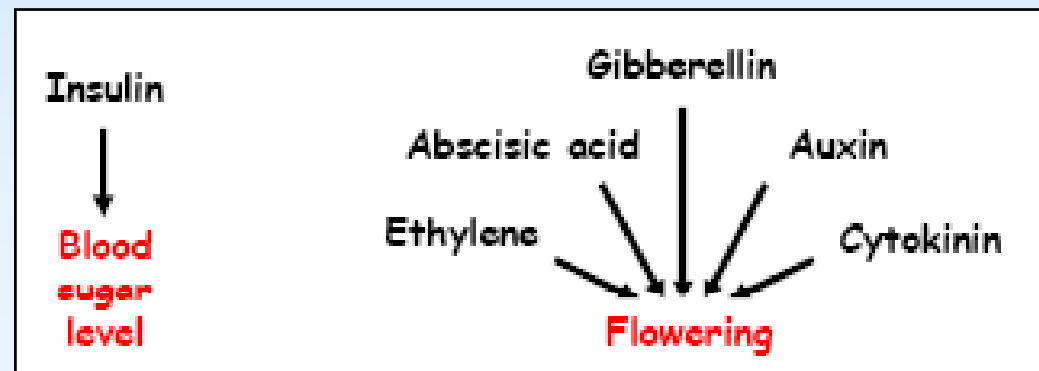 Insulin
Blood
sugar
level
Gibberellin
Abscisic acid
Auxin
Ethylene
Cytokinin
Flowering